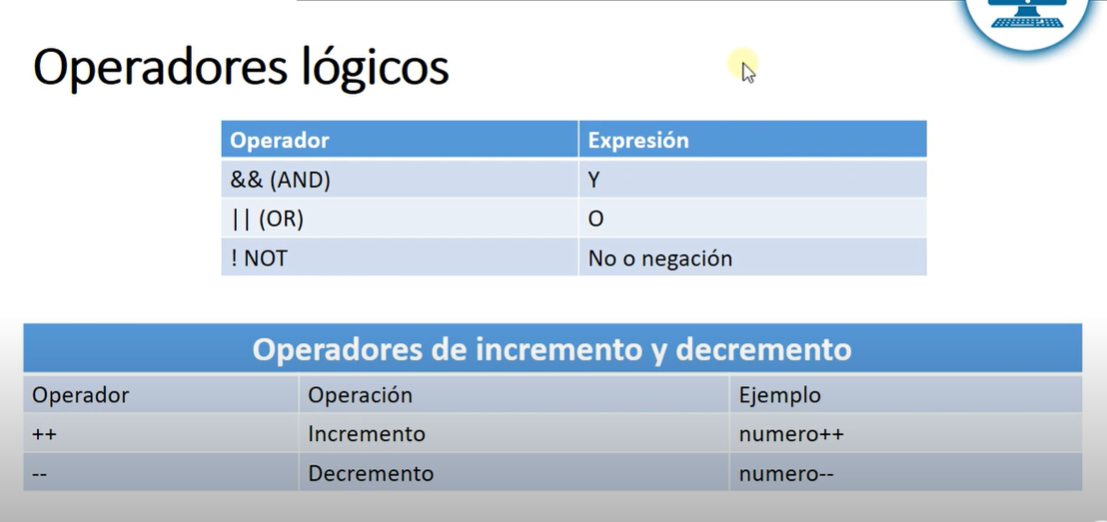 Operadores lógicos
Operador Expresión
&& (AND) Y
|| (OR) O
! NOT No o negación
Operadores de incremento y decremento
Operador Operación Ejemplo
++ Incremento numero++
-- Decremento numero--